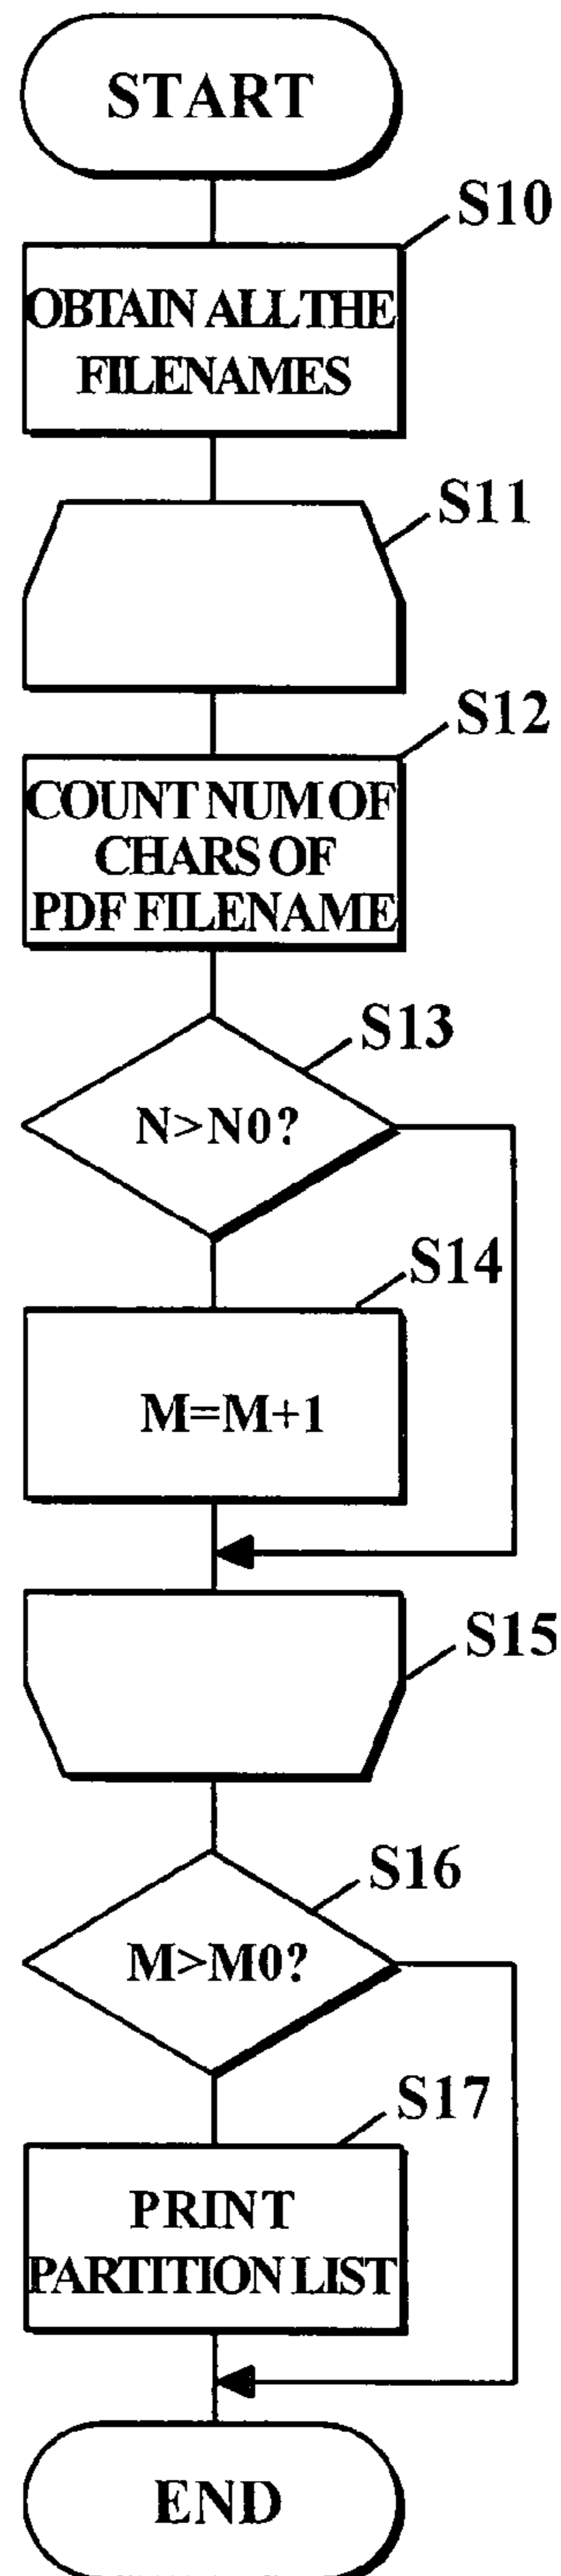 START
S10
OBTAIN ALL THE
FILENAMES
S11
S12
COUNT NUM OF
CHARS OF
PDF FILENAME
S13
N>N0?
S14
M=M+1
S15
S16
M>M0?
S17
PRINT
PARTITION LIST
END